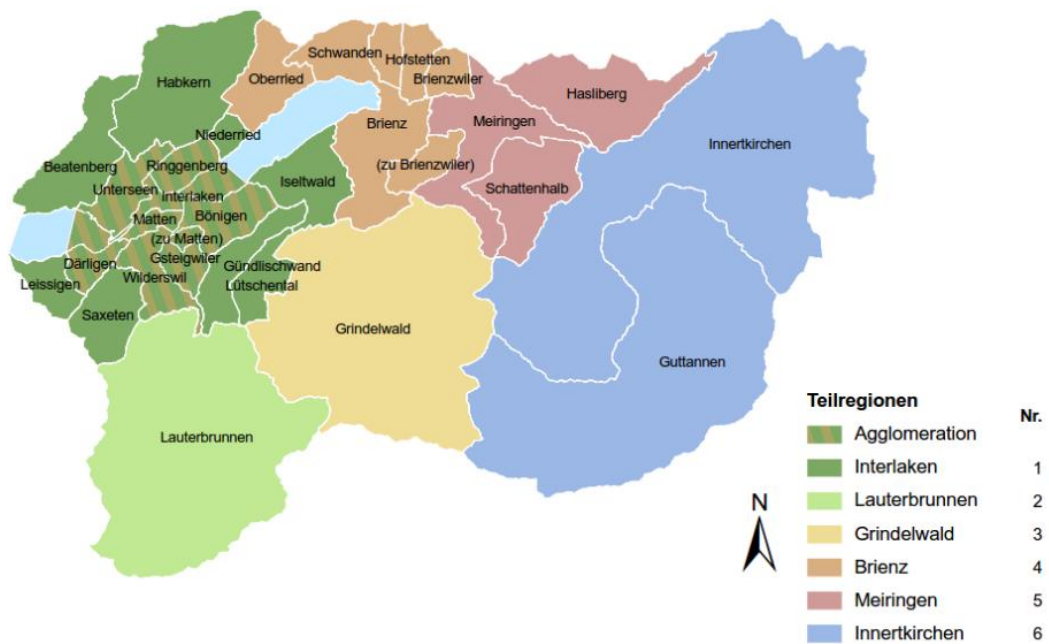 Schwanden
Hofstetten
Habkern
Oberried
Brienzwiler
Hasliberg
Niederried
Brienz
Meiringen
Innertkirchen
Beatenberg
Ringgenberg
(zu Brienzwiler)
Unterseen
Interlaken
Iseltwald
Schattenhalb
Matten
Bönigen
(zu Matten)
Därligen
Gsteigwiler
Gündlischwand
Leissigen
Wilderswil
Lütschental
Saxeten
Grindelwald
Guttannen
Lauterbrunnen
Teilregionen Nr.
Agglomeration
Interlaken 1
Lauterbrunnen 2
Grindelwald 3
Brienz 4
Meiringen 5
Innertkirchen 6
N